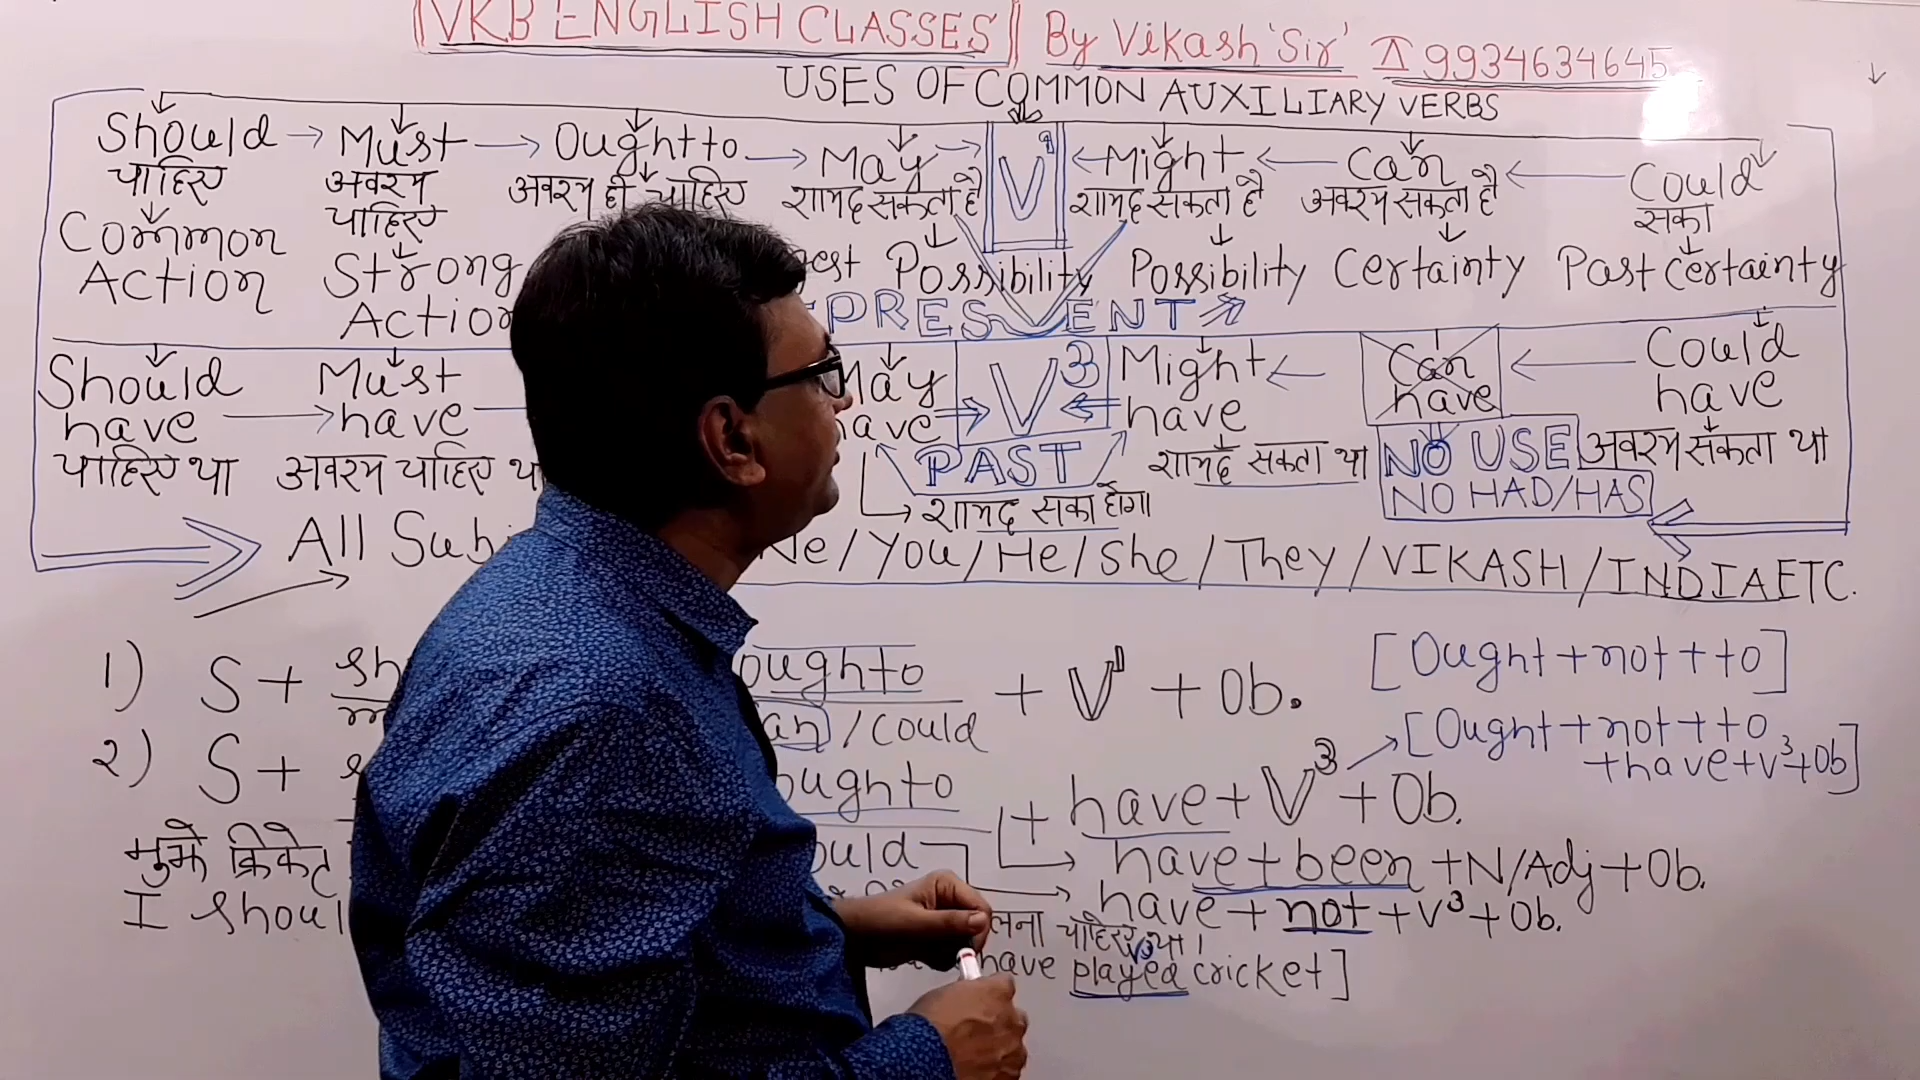 VKB ENGLISH CLASSES By Vikash 'Sir' 9934634645
USES OF COMMON AUXILIARY VERBS
Should → Must → Ought to → May → V¹ ← Might ← Can ← Could
चाहिए अवश्य चाहिए अवश्य ही चाहिए शायद सकता है शायद सकता है अवश्य सकता है सका
Common Action Strong Action Possibility Possibility Certainty Past Certainty
PRESENT
Should have → Must have May have V³ Might have ← Can have ← Could have
चाहिए था अवश्य चाहिए PAST शायद सकता था NO USE अवश्य सकता था
→ शायद सका होगा NO HAD/HAS
All /You/He/She/They/VIKASH/INDIA ETC.
1) S+ ought to + V¹ + Ob. [Ought+not+to]
/could
2) S+ ought to + have+V³+Ob. [Ought+not+to
+have+V³+Ob]
मुझे क्रिकेट have+been+N/Adj+Ob.
I have+not+V³+Ob.
चाहिए था।
have played cricket]